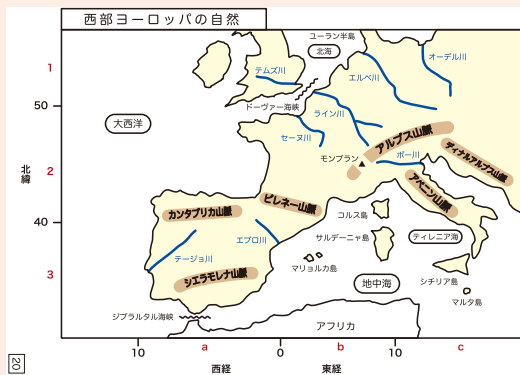 西部ヨーロッパの自然
ユーラン半島
北海
オーデル川
1
テムズ川
エルベ川
50
ドーヴァー海峡
ライン川
大西洋
セーヌ川
アルプス山脈
モンブラン
ポー川
ディナルアルプス山脈
北緯
2
アペニン山脈
カンタブリカ山脈
ピレネー山脈
コルス島
40
エブロ川
サルデーニャ島
ティレニア海
テージョ川
マリョルカ島
3
シエラモレナ山脈
地中海
シチリア島
マルタ島
ジブラルタル海峡
アフリカ
10
a
0
b
10
c
西経
東経
20